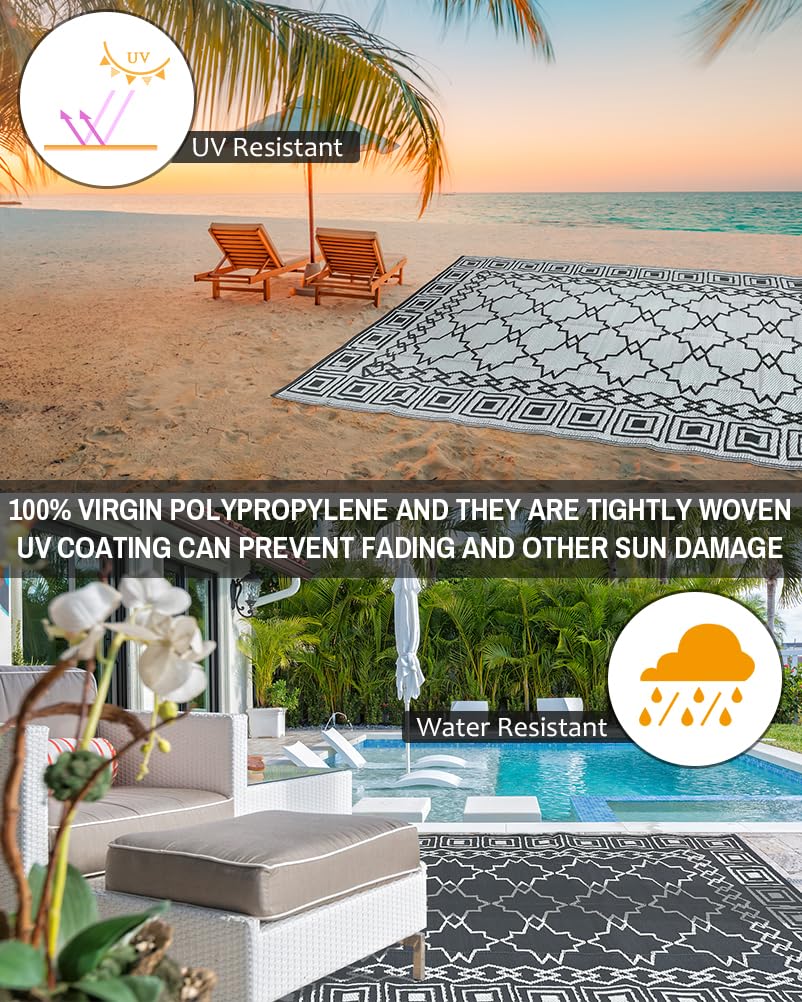 UV
UV Resistant
100% VIRGIN POLYPROPYLENE AND THEY ARE TIGHTLY WOVEN
UV COATING CAN PREVENT FADING AND OTHER SUN DAMAGE
Water Resistant